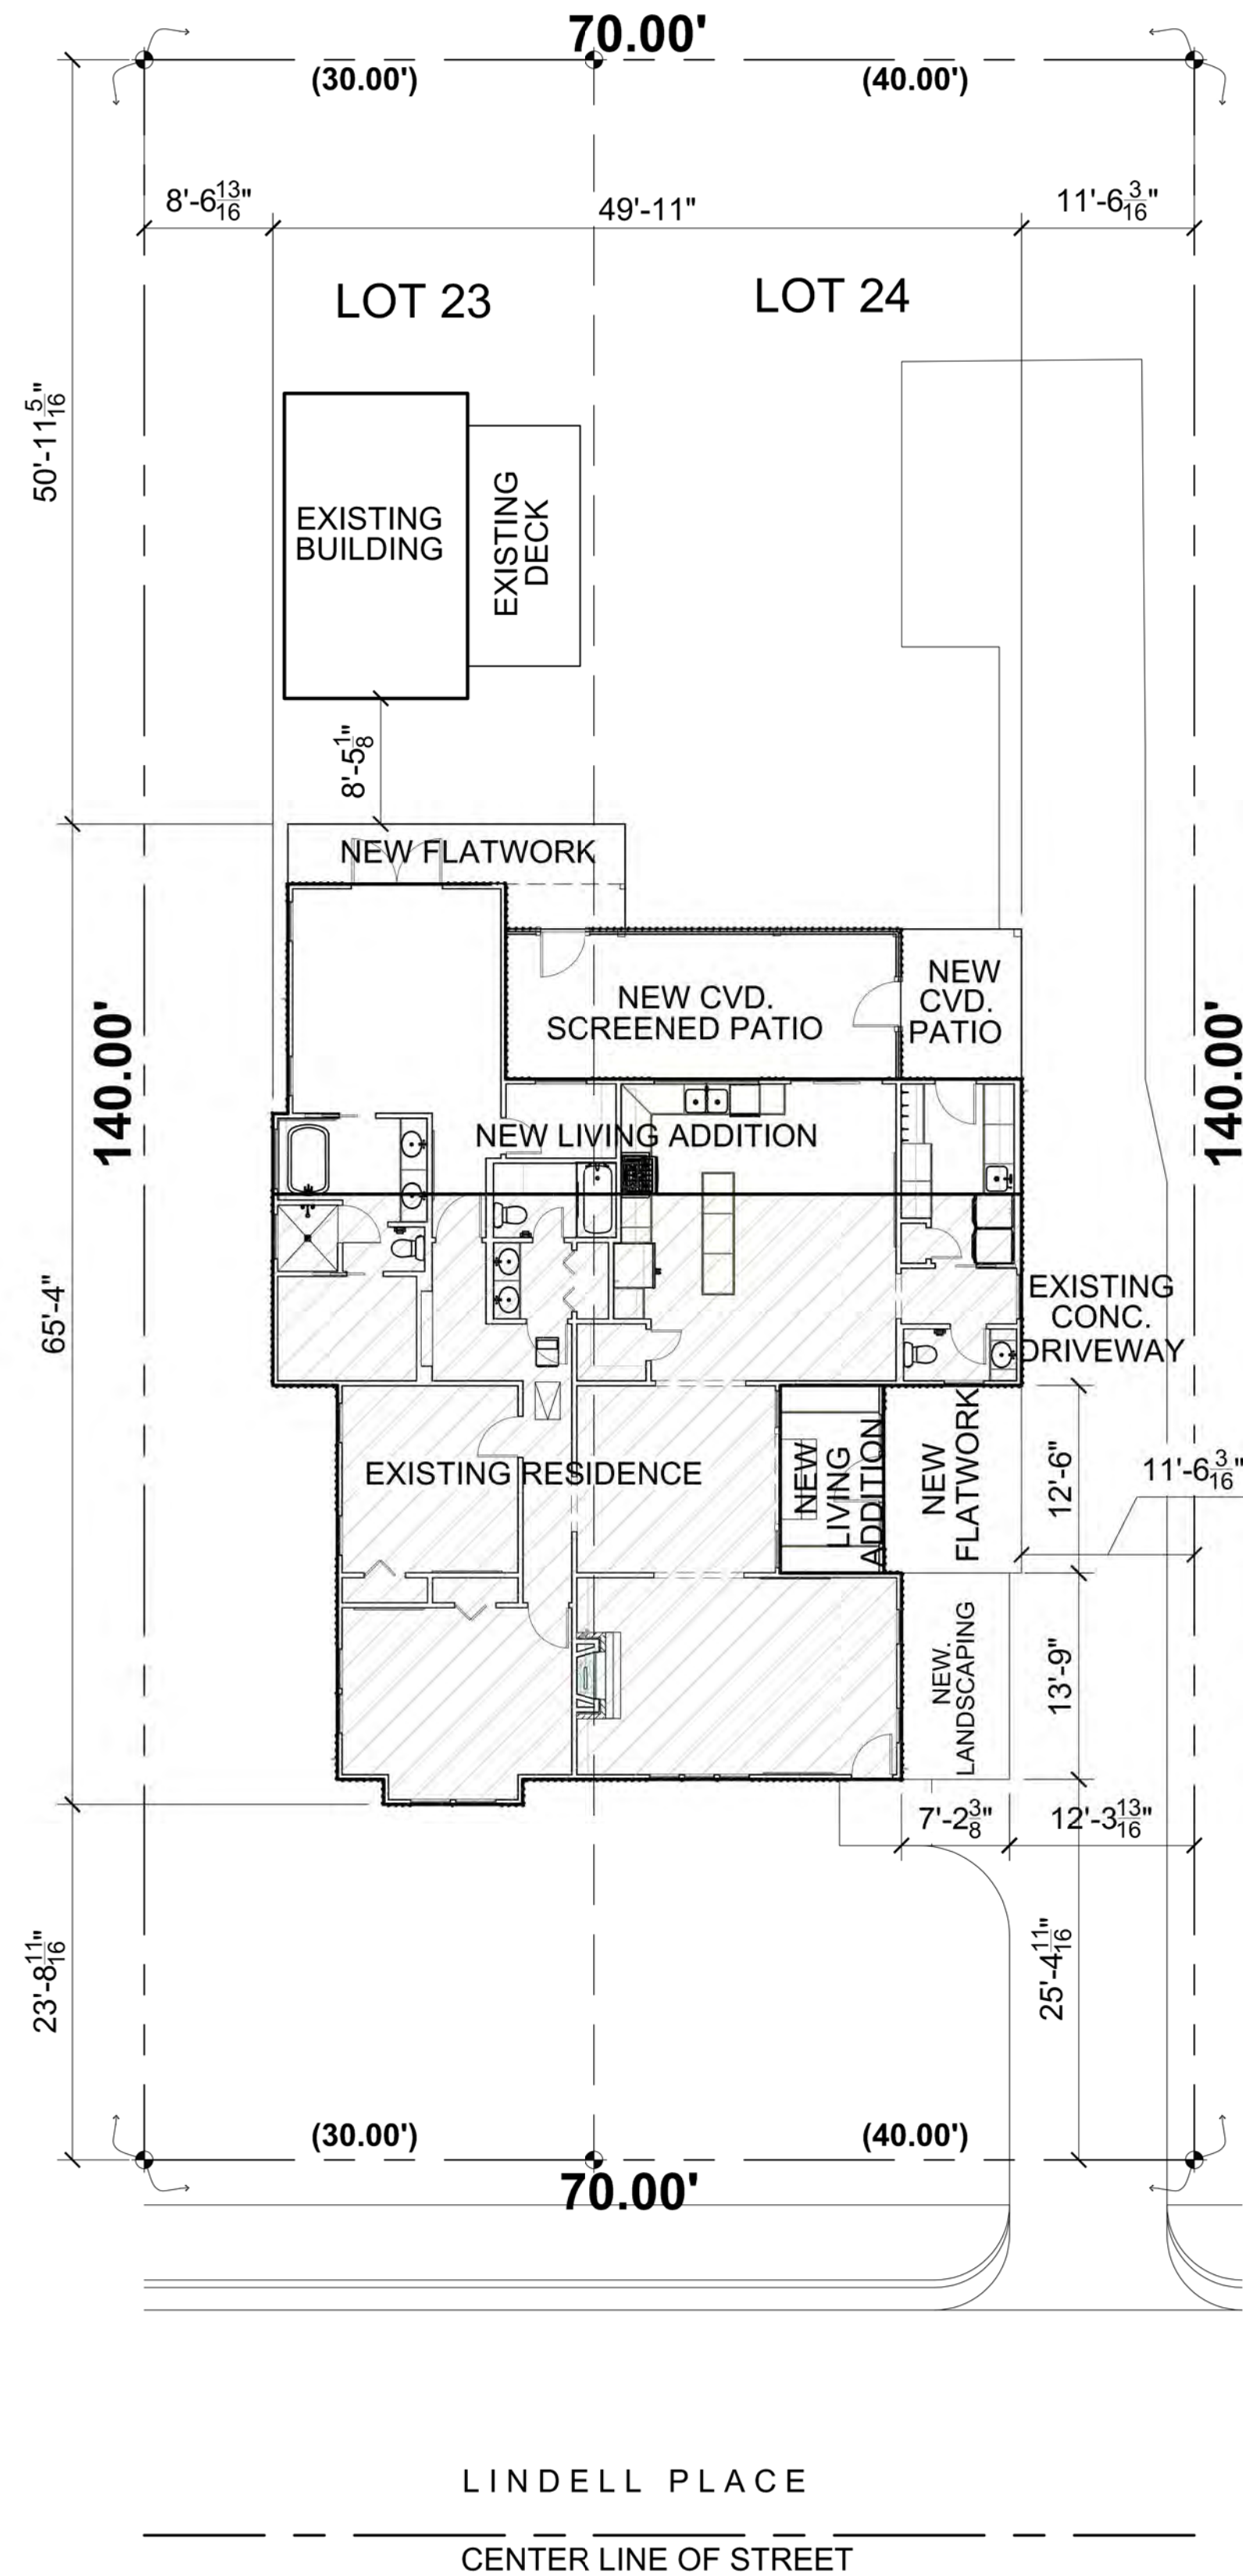 70.00'
(30.00')
(40.00')
8'-6 13/16"
49'-11"
11'-6 3/16"
LOT 23
LOT 24
50'-11 5/16"
EXISTING
BUILDING
EXISTING
DECK
8'-5 1/8"
NEW FLATWORK
NEW CVD.
SCREENED PATIO
NEW
CVD.
PATIO
140.00'
140.00'
NEW LIVING ADDITION
65'-4"
EXISTING
CONC.
DRIVEWAY
EXISTING RESIDENCE
NEW
LIVING
ADDITION
NEW
FLATWORK
12'-6"
11'-6 3/16"
NEW.
LANDSCAPING
13'-9"
7'-2 3/8"
12'-3 13/16"
23'-8 11/16"
25'-4 11/16"
(30.00')
(40.00')
70.00'
LINDELL PLACE
CENTER LINE OF STREET